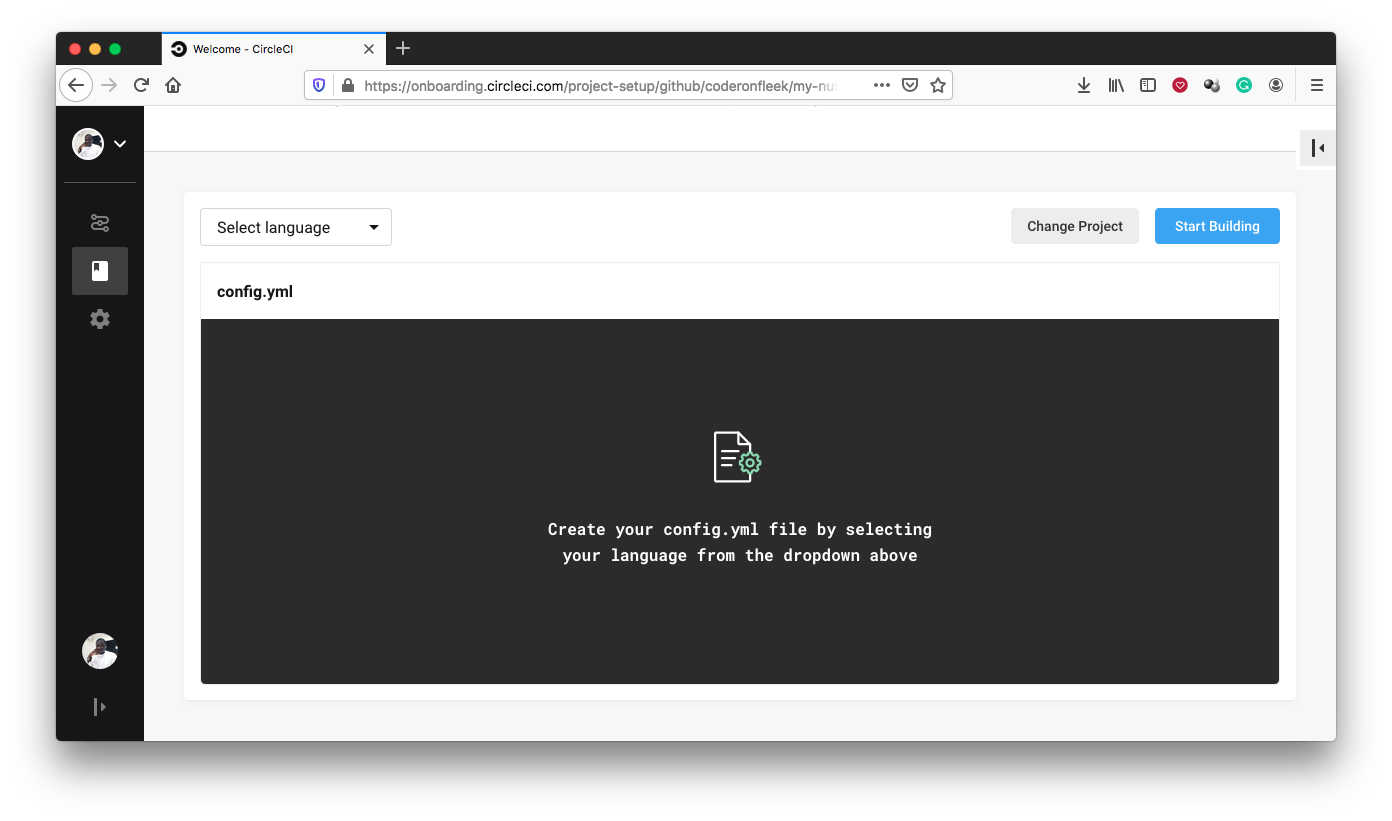 Welcome - CircleCI
https://onboarding.circleci.com/project-setup/github/coderonfleek/my-nu
Select language
Change Project
Start Building
config.yml
Create your config.yml file by selecting
your language from the dropdown above